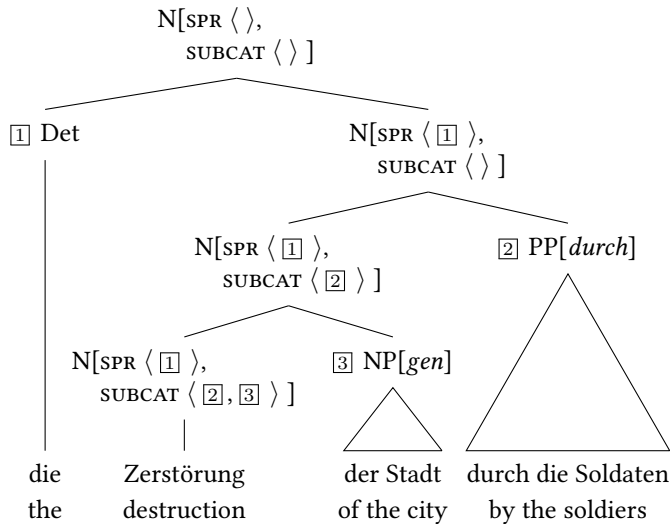 N[SPR ⟨ ⟩,
SUBCAT ⟨ ⟩ ]
1 Det
N[SPR ⟨ 1 ⟩,
SUBCAT ⟨ ⟩ ]
N[SPR ⟨ 1 ⟩,
SUBCAT ⟨ 2 ⟩ ]
2 PP[durch]
N[SPR ⟨ 1 ⟩,
SUBCAT ⟨ 2 , 3 ⟩ ]
3 NP[gen]
die Zerstörung der Stadt durch die Soldaten
the destruction of the city by the soldiers